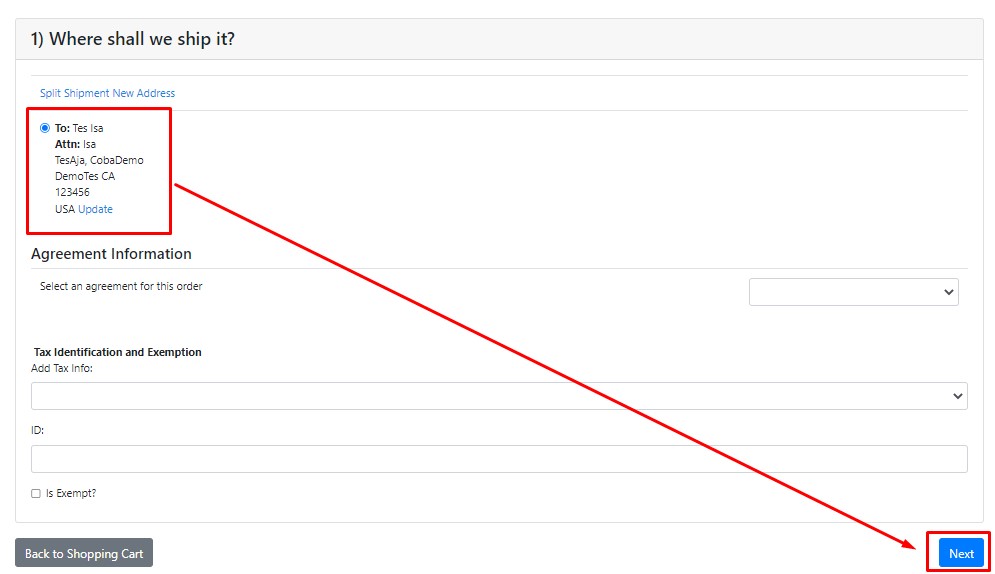 1) Where shall we ship it?
Split Shipment New Address
To: Tes Isa
Attn: Isa
TesAja, CobaDemo
DemoTes CA
123456
USA Update
Agreement Information
Select an agreement for this order
Tax Identification and Exemption
Add Tax Info:
ID:
Is Exempt?
Back to Shopping Cart
Next